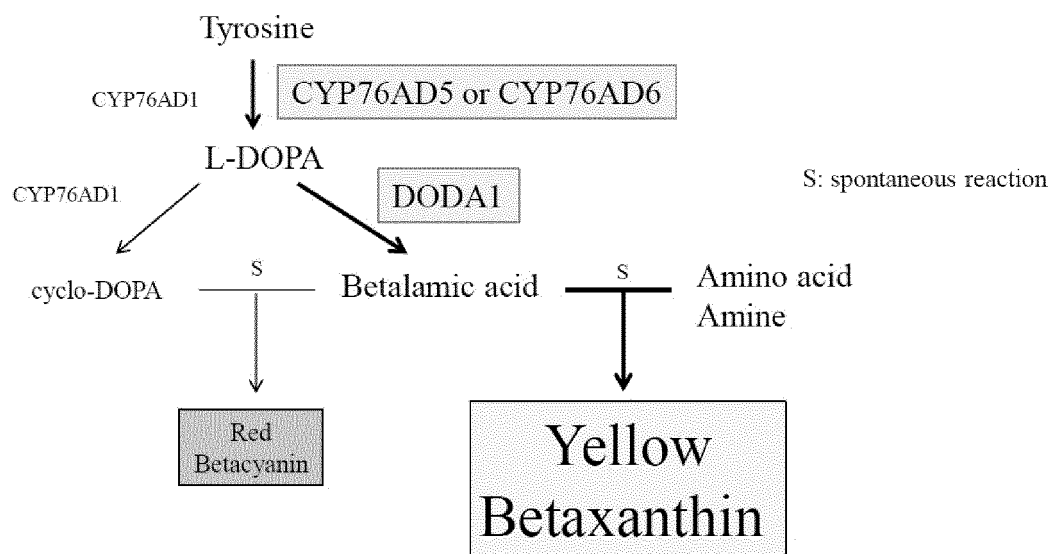 Tyrosine
CYP76AD1
CYP76AD5 or CYP76AD6
L-DOPA
CYP76AD1
DODA1
S: spontaneous reaction
cyclo-DOPA
S
Betalamic acid
S
Amino acid
Amine
Red
Betacyanin
Yellow
Betaxanthin